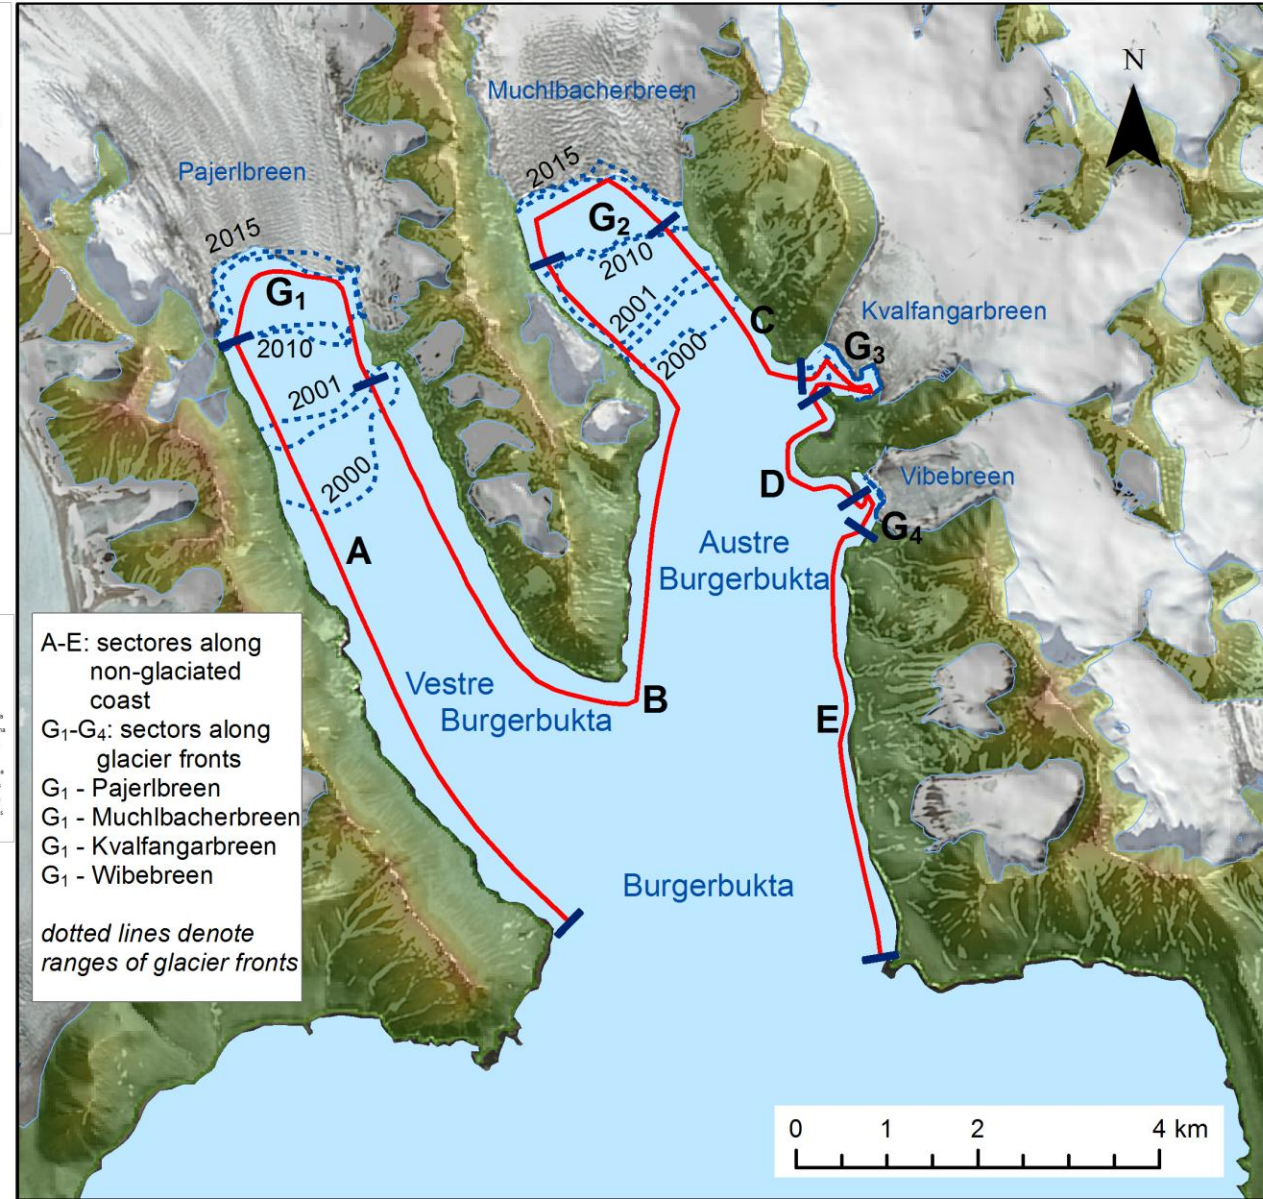 Muchlbacherbreen
N
Pajerlbreen
2015
2015
G2
2010
G1
2010
2001
2001
2000
2000
C
Kvalfangarbreen
G3
Vibebreen
D
G4
A
Austre
Burgerbukta
Vestre
Burgerbukta
B
E
Burgerbukta
A-E: sectores along
non-glaciated
coast
G1-G4: sectors along
glacier fronts
G1 - Pajerlbreen
G1 - Muchlbacherbreen
G1 - Kvalfangarbreen
G1 - Wibebreen
dotted lines denote
ranges of glacier fronts
0 1 2 4 km